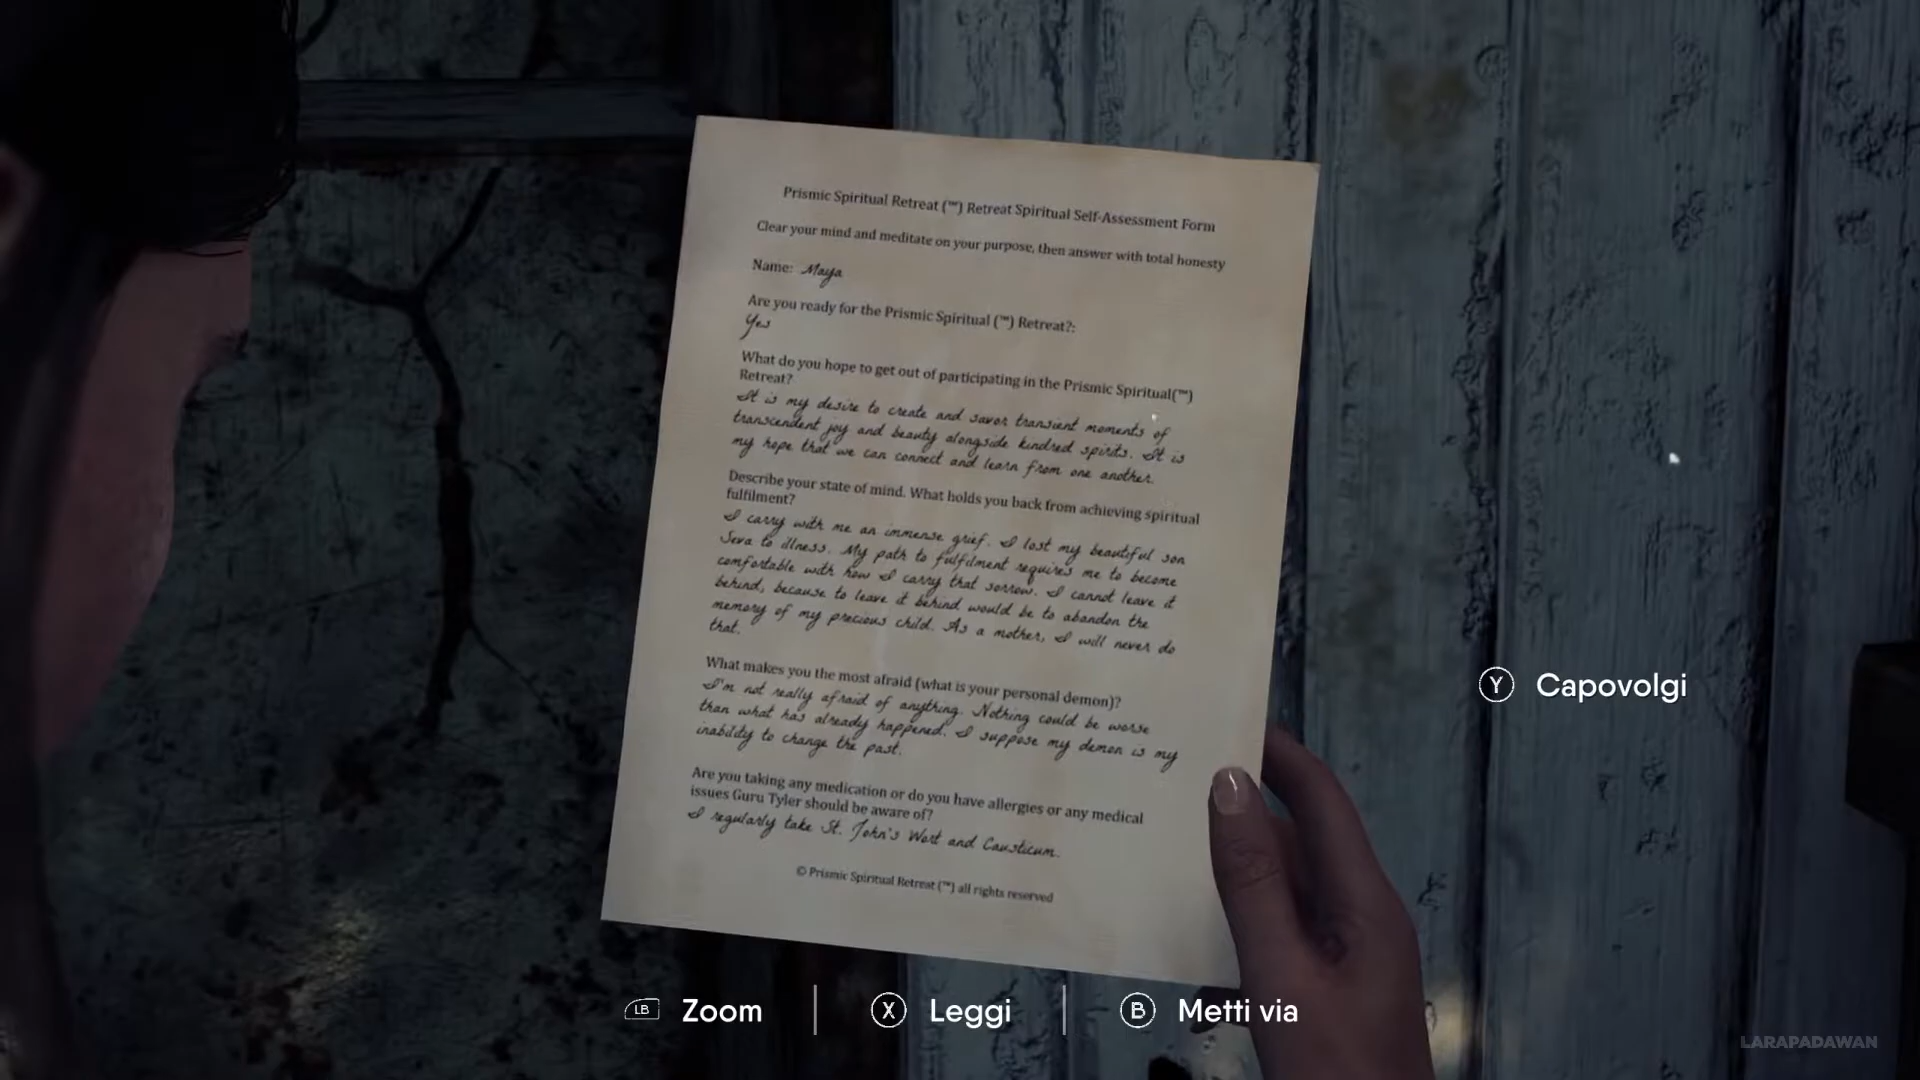 Prismic Spiritual Retreat (™) Retreat Spiritual Self-Assessment Form
Clear your mind and meditate on your purpose, then answer with total honesty
Name: Maya
Are you ready for the Prismic Spiritual (™) Retreat?:
Yes
What do you hope to get out of participating in the Prismic Spiritual(™)
Retreat?
It is my desire to create and savor transient moments of
transcendent joy and beauty alongside kindred spirits. It is
my hope that we can connect and learn from one another.
Describe your state of mind. What holds you back from achieving spiritual
fulfilment?
I carry with me an immense grief. I lost my beautiful son
Seva to illness. My path to fulfilment requires me to become
comfortable with how I carry that sorrow. I cannot leave it
behind, because to leave it behind would be to abandon the
memory of my precious child. As a mother, I will never do
that.
What makes you the most afraid (what is your personal demon)?
I'm not really afraid of anything. Nothing could be worse
than what has already happened. I suppose my demon is my
inability to change the past.
Are you taking any medication or do you have allergies or any medical
issues Guru Tyler should be aware of?
I regularly take St. John's Wort and Causticum.
© Prismic Spiritual Retreat (™) all rights reserved
Y Capovolgi
LB Zoom
X Leggi
B Metti via
LARAPADAWAN